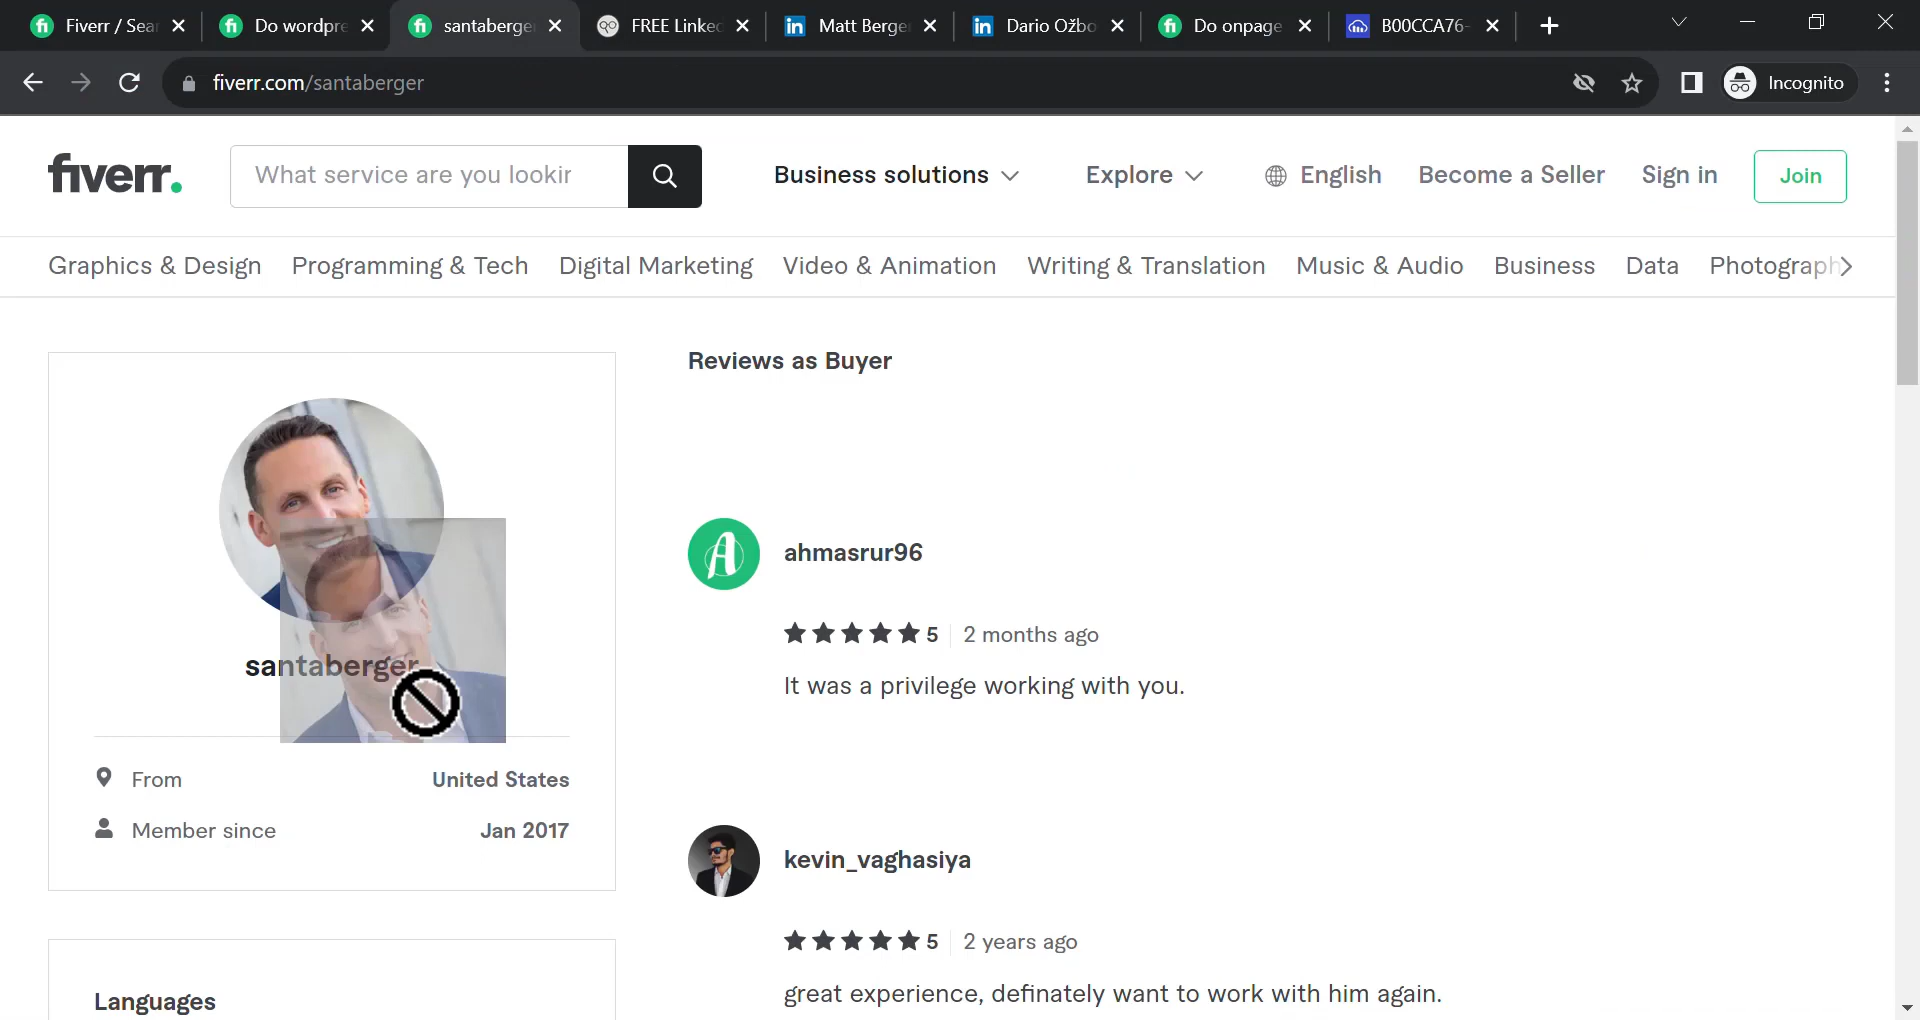 Fiverr / Sear
Do wordpre
santaberger
FREE Linked
Matt Berge
Dario Ožbo
Do onpage
B00CCA76-
fiverr.com/santaberger
Incognito
fiverr.
What service are you lookir
Business solutions
Explore
English
Become a Seller
Sign in
Join
Graphics & Design
Programming & Tech
Digital Marketing
Video & Animation
Writing & Translation
Music & Audio
Business
Data
Photograph
santaberger
From
United States
Member since
Jan 2017
Languages
Reviews as Buyer
ahmasrur96
5
2 months ago
It was a privilege working with you.
kevin_vaghasiya
5
2 years ago
great experience, definately want to work with him again.